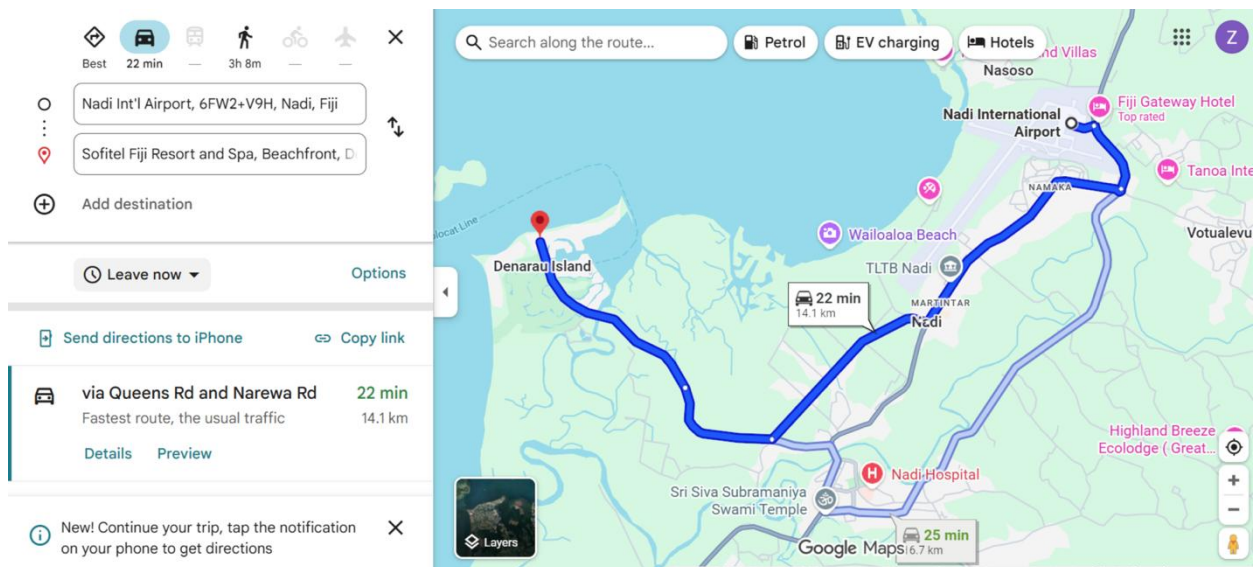 Best
22 min
—
3h 8m
—
—
Nadi Int'l Airport, 6FW2+V9H, Nadi, Fiji
Sofitel Fiji Resort and Spa, Beachfront, D
Add destination
Leave now
Options
Send directions to iPhone
Copy link
via Queens Rd and Narewa Rd
22 min
Fastest route, the usual traffic
14.1 km
Details
Preview
New! Continue your trip, tap the notification
on your phone to get directions
Search along the route...
Petrol
EV charging
Hotels
Z
nd Villas
Nasoso
Nadi International
Airport
Fiji Gateway Hotel
Top rated
Tanoa Inte
NAMAKA
Votualevu
Wailoaloa Beach
TLTB Nadi
Denarau Island
22 min
14.1 km
MARTINTAR
Nadi
Highland Breeze
Ecolodge ( Great...
Nadi Hospital
Sri Siva Subramaniya
Swami Temple
25 min
6.7 km
Google Maps
Layers